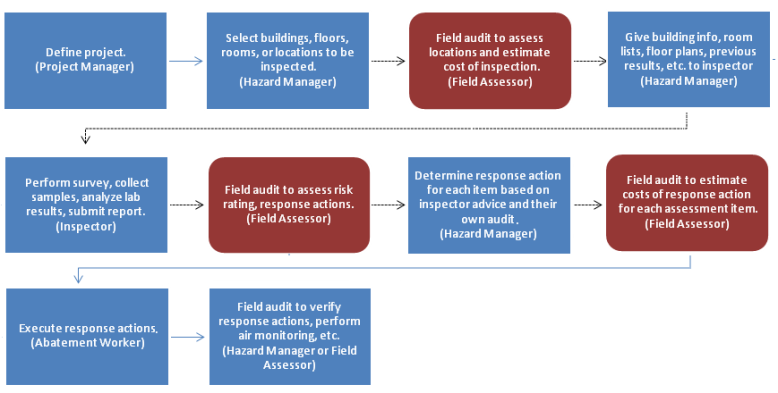 Define project.
(Project Manager)
Select buildings, floors,
rooms, or locations to be
inspected.
(Hazard Manager)
Field audit to assess
locations and estimate
cost of inspection.
(Field Assessor)
Give building info, room
lists, floor plans, previous
results, etc. to inspector
(Hazard Manager)
Perform survey, collect
samples, analyze lab
results, submit report.
(Inspector)
Field audit to assess risk
rating, response actions.
(Field Assessor)
Determine response action
for each item based on
inspector advice and their
own audit.
(Hazard Manager)
Field audit to estimate
costs of response action
for each assessment item.
(Field Assessor)
Execute response actions.
(Abatement Worker)
Field audit to verify
response actions, perform
air monitoring, etc.
(Hazard Manager or Field
Assessor)